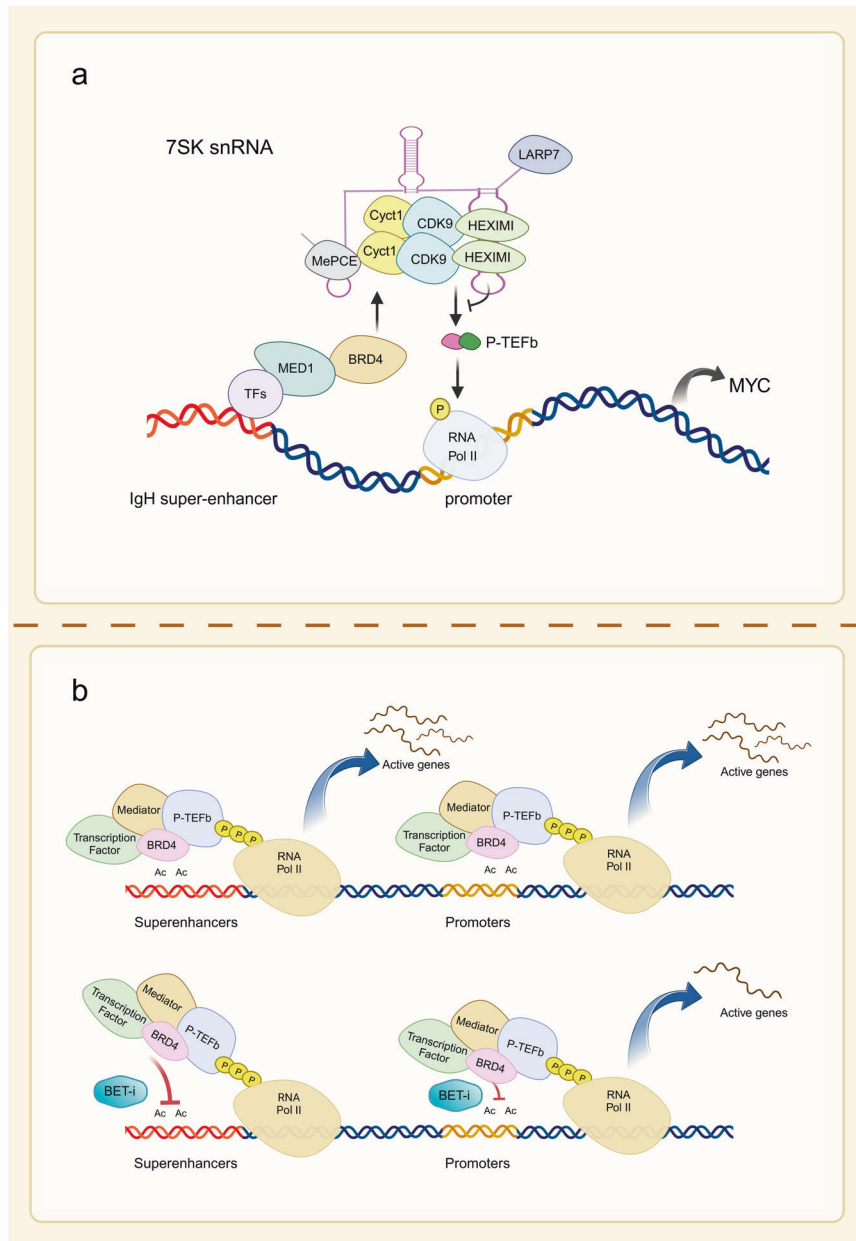 a
7SK snRNA
LARP7
Cyct1
CDK9
HEXIMI
MePCE
Cyct1
CDK9
HEXIMI
P-TEFb
MED1
BRD4
TFs
P
RNA
Pol II
MYC
IgH super-enhancer
promoter
b
Active genes
Active genes
Mediator
P-TEFb
Transcription
Factor
BRD4
P P P
RNA
Pol II
Ac Ac
Superenhancers
Mediator
P-TEFb
Transcription
Factor
BRD4
P P P
RNA
Pol II
Ac Ac
Promoters
Transcription
Factor
Mediator
BRD4
P-TEFb
P P P
BET-i
Ac Ac
RNA
Pol II
Superenhancers
Active genes
Mediator
Transcription
Factor
P-TEFb
BRD4
P P P
BET-i
Ac Ac
RNA
Pol II
Promoters